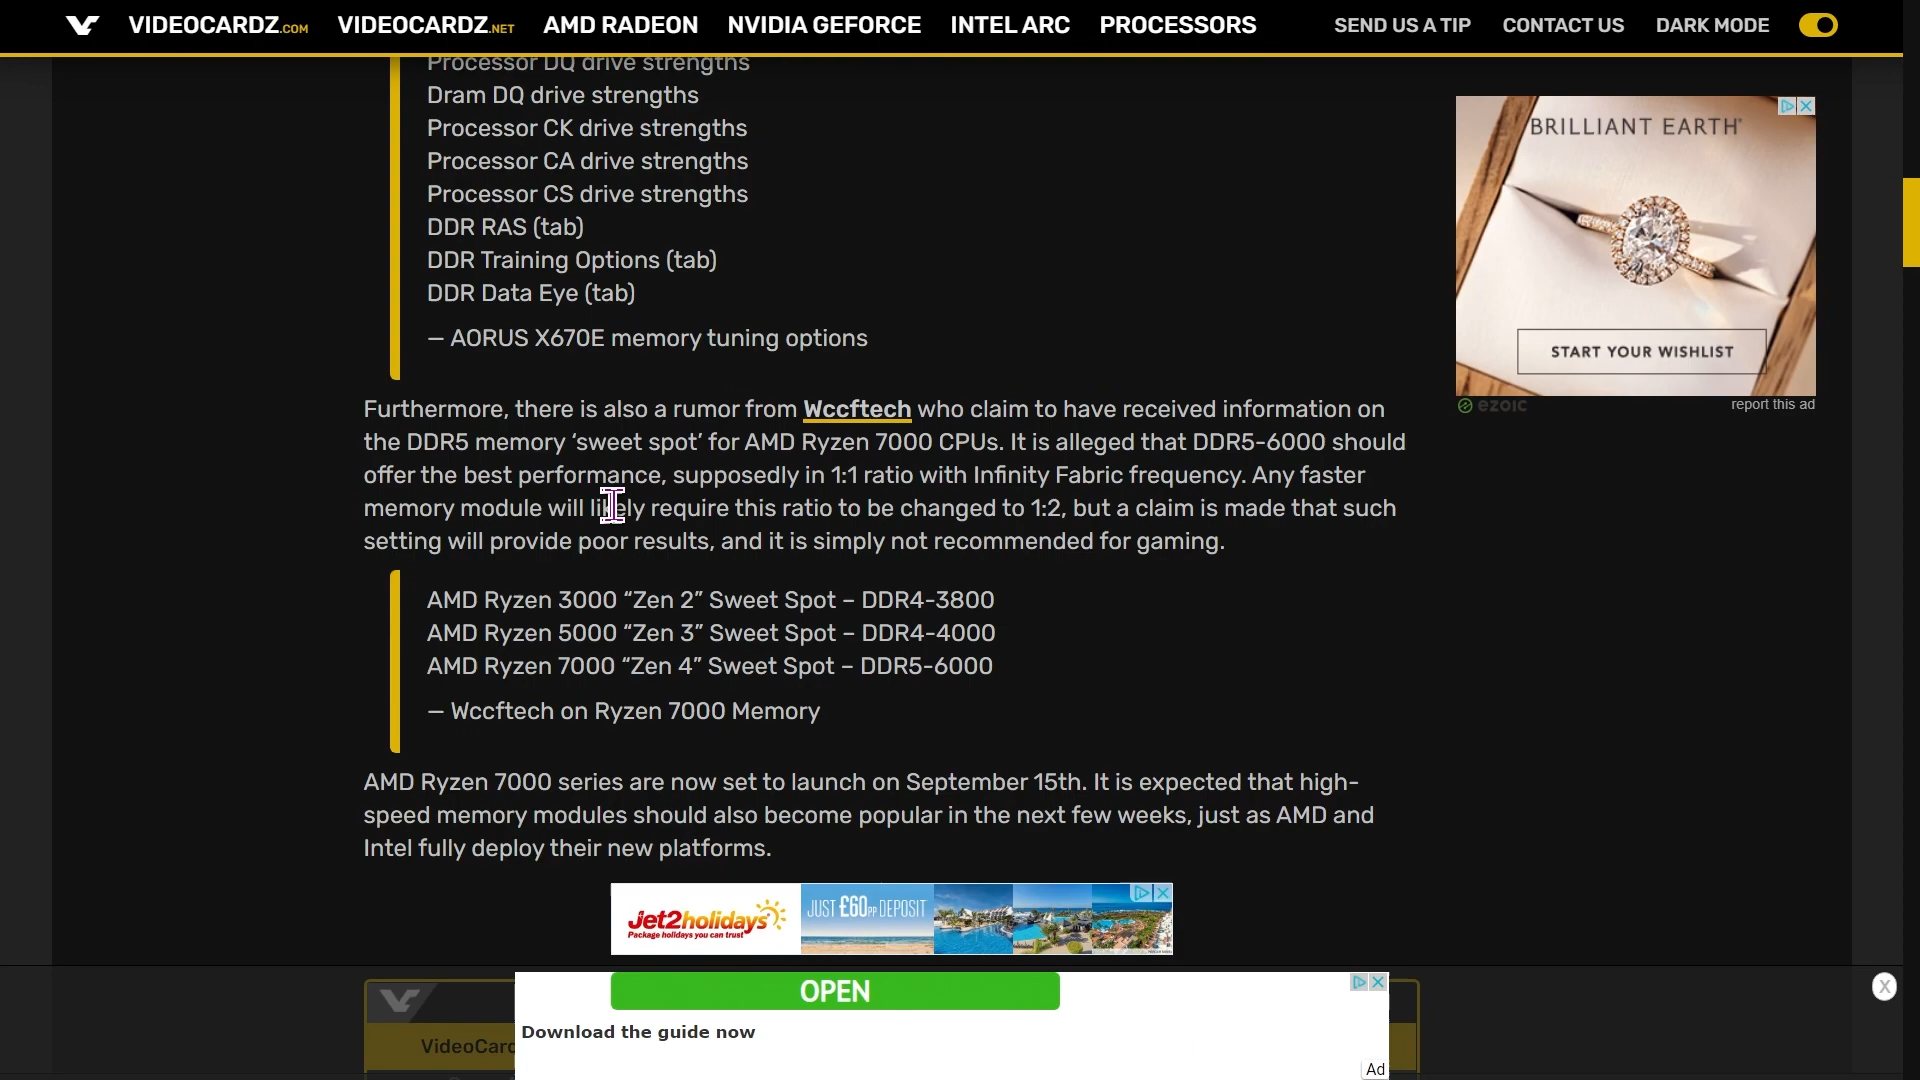 VIDEOCARDZ.COM VIDEOCARDZ.NET AMD RADEON NVIDIA GEFORCE INTEL ARC PROCESSORS SEND US A TIP CONTACT US DARK MODE
Processor DQ drive strengths
Dram DQ drive strengths
Processor CK drive strengths
Processor CA drive strengths
Processor CS drive strengths
DDR RAS (tab)
DDR Training Options (tab)
DDR Data Eye (tab)
— AORUS X670E memory tuning options
BRILLIANT EARTH
START YOUR WISHLIST
ezoic
report this ad
Furthermore, there is also a rumor from Wccftech who claim to have received information on
the DDR5 memory ‘sweet spot’ for AMD Ryzen 7000 CPUs. It is alleged that DDR5-6000 should
offer the best performance, supposedly in 1:1 ratio with Infinity Fabric frequency. Any faster
memory module will likely require this ratio to be changed to 1:2, but a claim is made that such
setting will provide poor results, and it is simply not recommended for gaming.
AMD Ryzen 3000 “Zen 2” Sweet Spot – DDR4-3800
AMD Ryzen 5000 “Zen 3” Sweet Spot – DDR4-4000
AMD Ryzen 7000 “Zen 4” Sweet Spot – DDR5-6000
— Wccftech on Ryzen 7000 Memory
AMD Ryzen 7000 series are now set to launch on September 15th. It is expected that high-
speed memory modules should also become popular in the next few weeks, just as AMD and
Intel fully deploy their new platforms.
Jet2holidays
Package holidays you can trust
JUST £60PP DEPOSIT
OPEN
Download the guide now
VideoCard
Ad
X